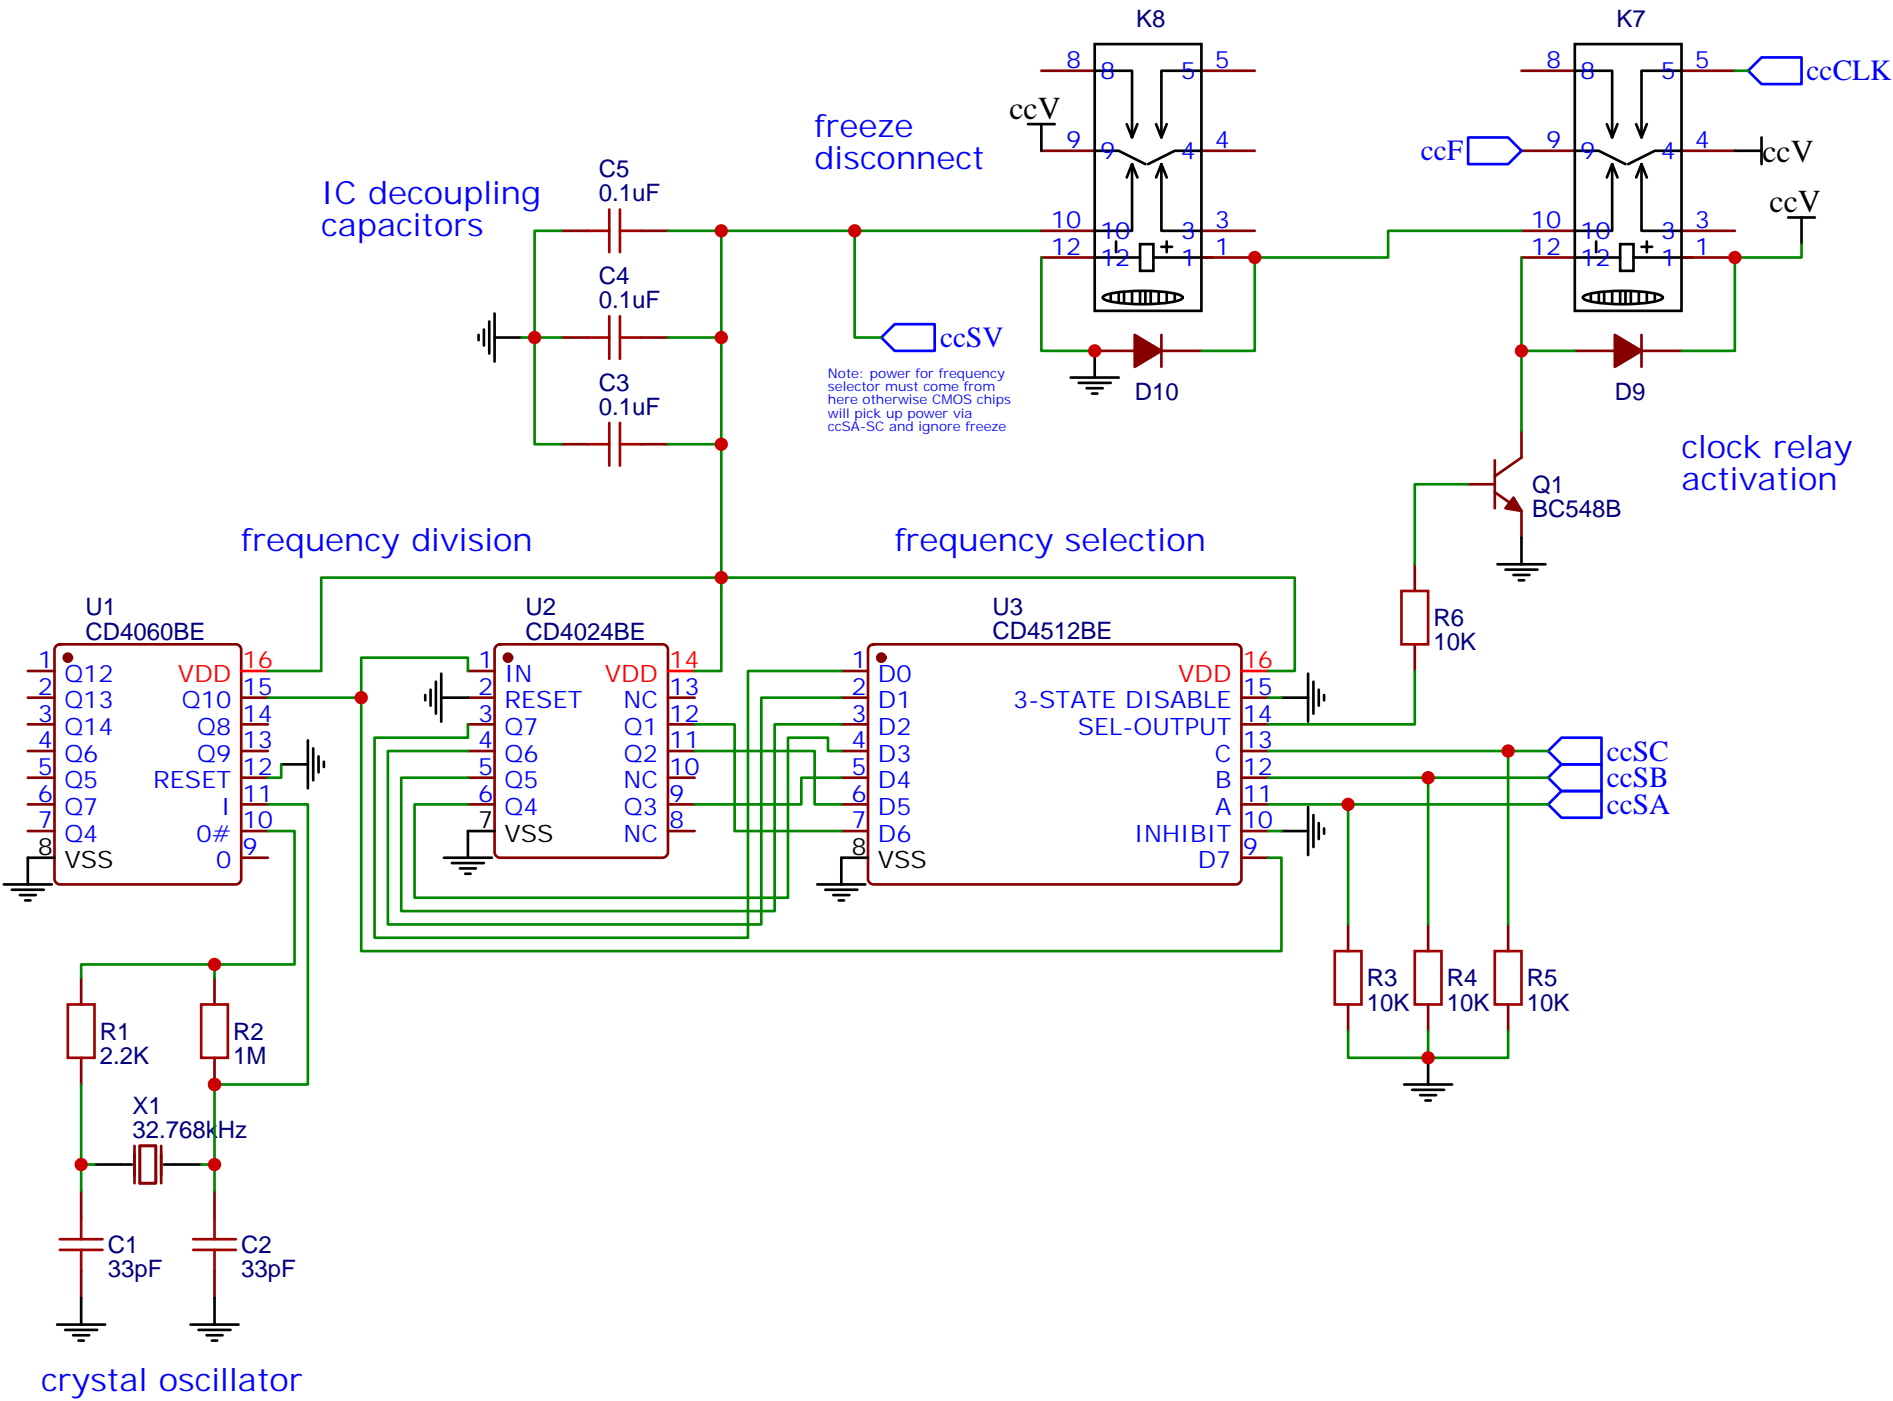 K8
K7
8
8
5
5
8
8
5
5
ccCLK
ccV
9
9
4
4
ccF
9
9
4
4
ccV
freeze
disconnect
IC decoupling
capacitors
C5
0.1uF
ccV
10
10
3
3
10
10
3
3
12
12
+
1
1
12
12
+
1
1
C4
0.1uF
ccSV
Note: power for frequency
selector must come from
here otherwise CMOS chips
will pick up power via
ccSA-SC and ignore freeze
D10
D9
C3
0.1uF
clock relay
activation
Q1
BC548B
frequency division
frequency selection
U1
CD4060BE
1
Q12
2
Q13
3
Q14
4
Q6
5
Q5
6
Q7
7
Q4
8
VSS
VDD
16
Q10
15
Q8
14
Q9
13
RESET
12
I
11
0#
10
0
9
U2
CD4024BE
1
IN
2
RESET
3
Q7
4
Q6
5
Q5
6
Q4
7
VSS
VDD
14
NC
13
Q1
12
Q2
11
NC
10
Q3
9
NC
8
U3
CD4512BE
1
D0
2
D1
3
D2
4
D3
5
D4
6
D5
7
D6
8
VSS
VDD
16
3-STATE DISABLE
15
SEL-OUTPUT
14
C
13
B
12
A
11
INHIBIT
10
D7
9
R6
10K
ccSC
ccSB
ccSA
R3
10K
R4
10K
R5
10K
R1
2.2K
R2
1M
X1
32.768kHz
C1
33pF
C2
33pF
crystal oscillator